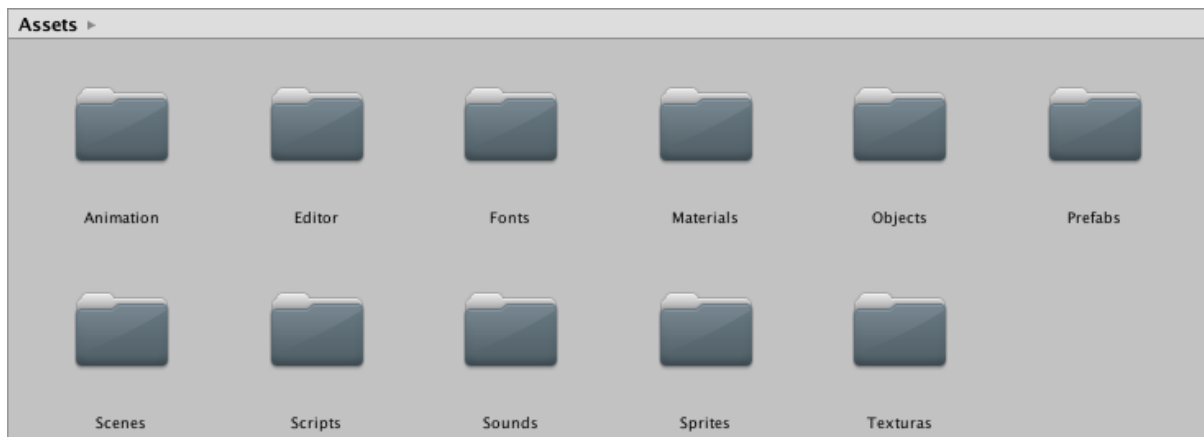 Assets
Animation Editor Fonts Materials Objects Prefabs
Scenes Scripts Sounds Sprites Texturas